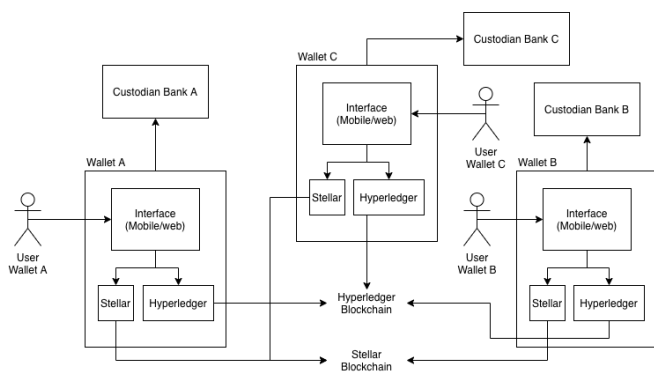 Custodian Bank C
Wallet C
Custodian Bank A
Interface
(Mobile/web)
Custodian Bank B
User
Wallet C
Wallet A
Wallet B
Stellar
Hyperledger
Interface
(Mobile/web)
Interface
(Mobile/web)
User
Wallet A
User
Wallet B
Stellar
Hyperledger
Hyperledger
Blockchain
Stellar
Hyperledger
Stellar
Blockchain